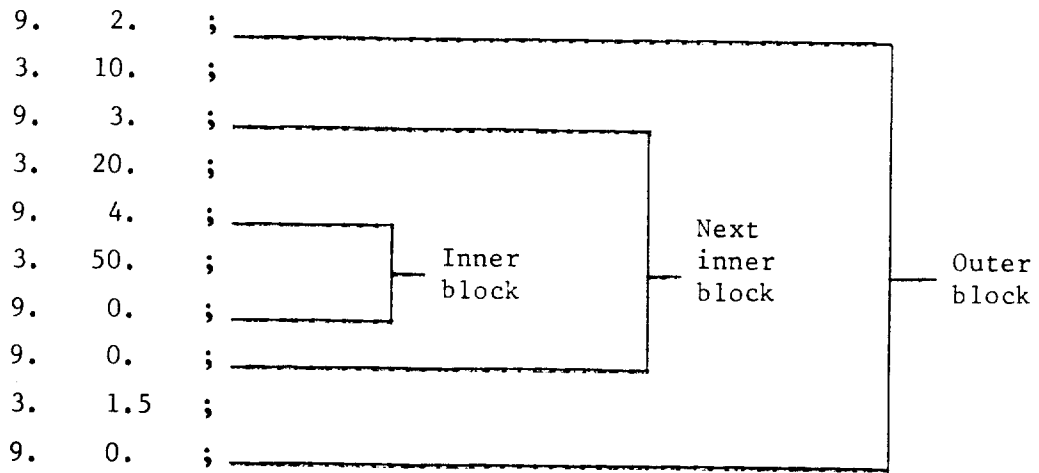 9. 2. ;
3. 10. ;
9. 3. ;
3. 20. ;
9. 4. ;
3. 50. ;
9. 0. ;
9. 0. ;
3. 1.5 ;
9. 0. ;
Inner
block
Next
inner
block
Outer
block